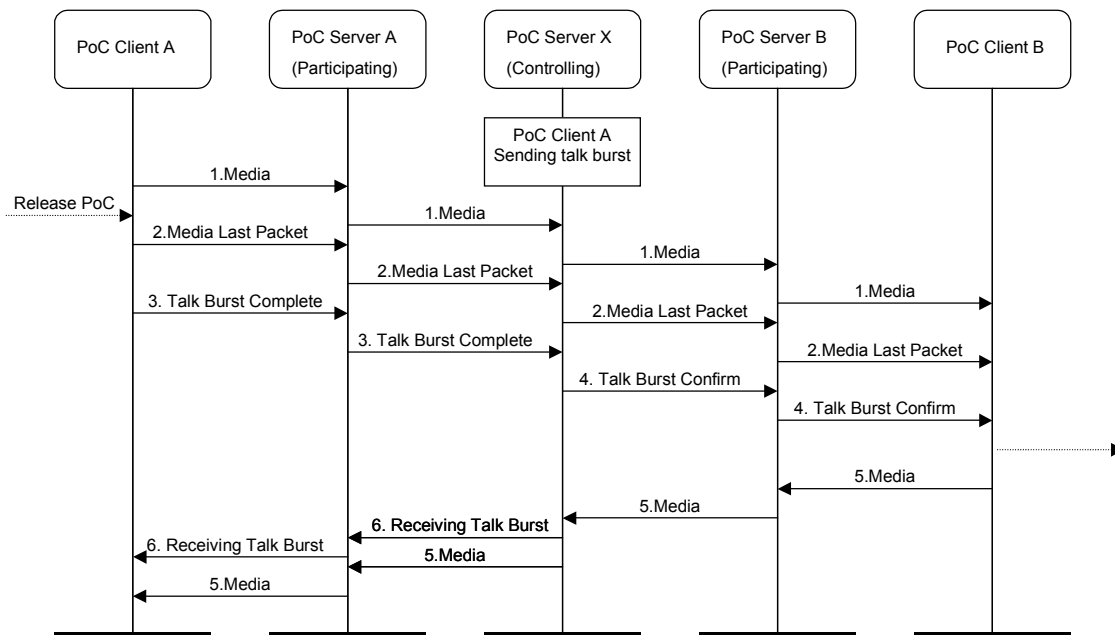 PoC Client A
PoC Server A
(Participating)
PoC Server X
(Controlling)
PoC Server B
(Participating)
PoC Client B
PoC Client A
Sending talk burst
1.Media
Release PoC
1.Media
2.Media Last Packet
1.Media
2.Media Last Packet
1.Media
3. Talk Burst Complete
2.Media Last Packet
3. Talk Burst Complete
2.Media Last Packet
4. Talk Burst Confirm
4. Talk Burst Confirm
5.Media
5.Media
6. Receiving Talk Burst
6. Receiving Talk Burst
5.Media
5.Media